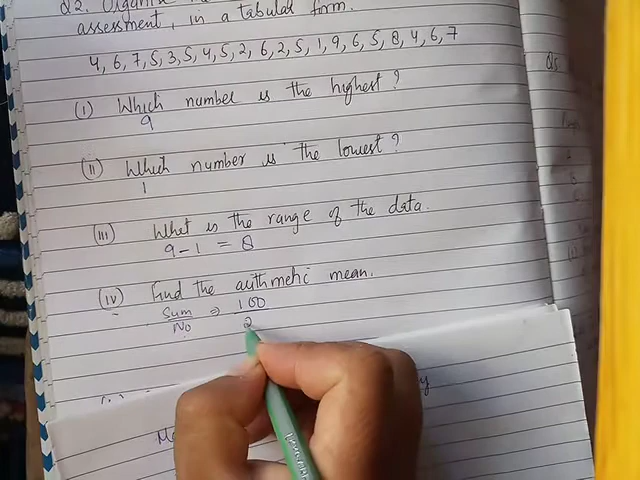 Q2. Organize
assessment, in a tabular form.
4, 6, 7, 5, 3, 5, 4, 5, 2, 6, 2, 5, 1, 9, 6, 5, 8, 4, 6, 7
(i) Which number is the highest?
9
(ii) Which number is the lowest?
1
(iii) What is the range of the data.
9 - 1 = 8
(iv) Find the arithmetic mean.
Sum ⇒ 100
No 2